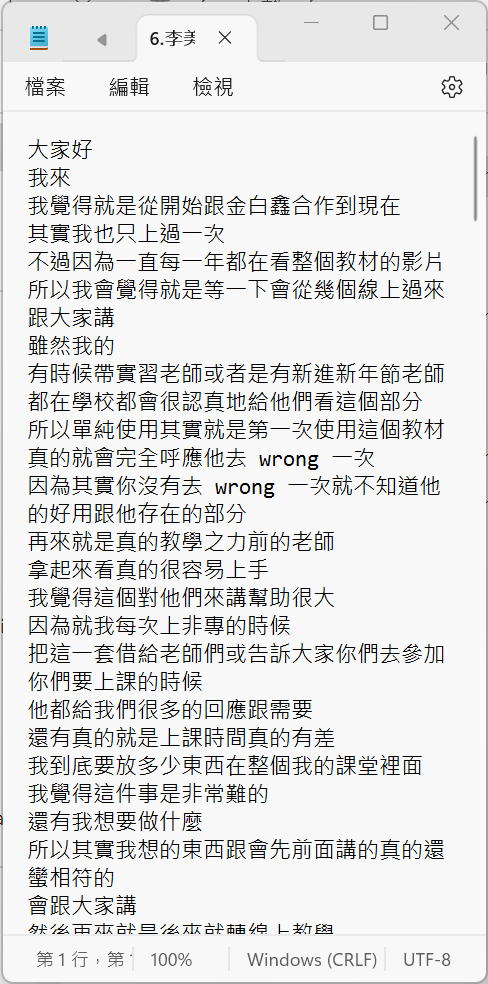 6.李美
檔案
編輯
檢視
大家好
我來
我覺得就是從開始跟金白鑫合作到現在
其實我也只上過一次
不過因為一直每一年都在看整個教材的影片
所以我會覺得就是等一下會從幾個線上過來
跟大家講
雖然我的
有時候帶實習老師或者是有新進新年節老師
都在學校都會很認真地給他們看這個部分
所以單純使用其實就是第一次使用這個教材
真的就會完全呼應他去 wrong 一次
因為其實你沒有去 wrong 一次就不知道他
的好用跟他存在的部分
再來就是真的教學之力前的老師
拿起來看真的很容易上手
我覺得這個對他們來講幫助很大
因為就我每次上非專的時候
把這一套借給老師們或告訴大家你們去參加
你們要上課的時候
他都給我們很多的回應跟需要
還有真的就是上課時間真的有差
我到底要放多少東西在整個我的課堂裡面
我覺得這件事是非常難的
還有我想要做什麼
所以其實我想的東西跟會先前面講的真的還
蠻相符的
會跟大家講
然後再來就是後來就轉線上教學
第 1 行，第
100%
Windows (CRLF)
UTF-8